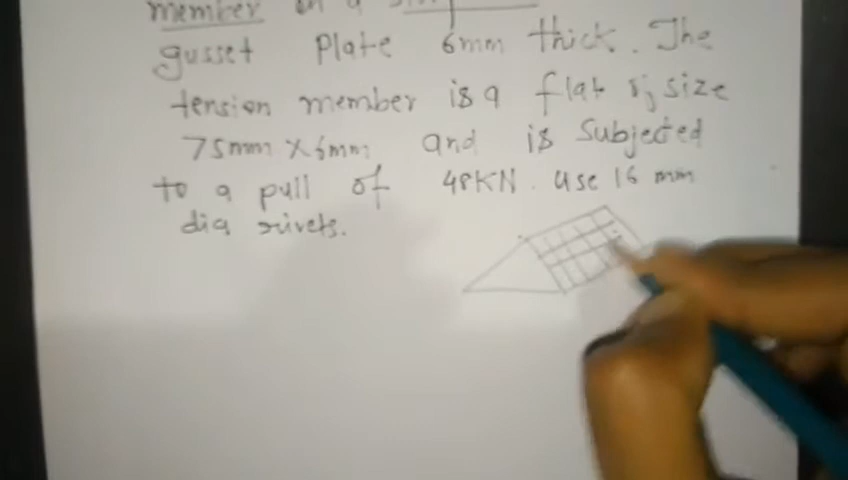 member in a
gusset Plate 6mm thick. The
tension member is a flat of size
75mm X 6mm and is Subjected
to a pull of 48KN. use 16 mm
dia rivets.